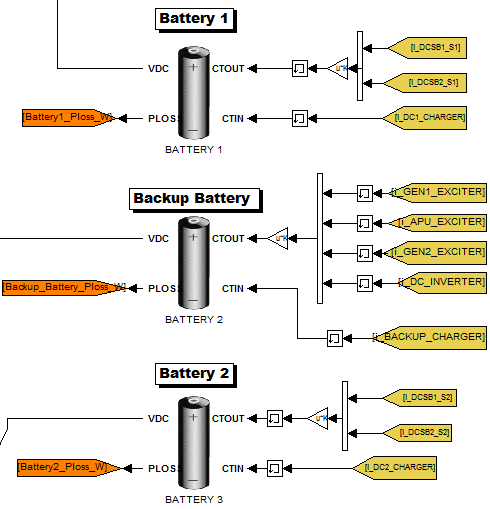 Battery 1
VDC
CTOUT
[i_DCSB1_S1]
[i_DCSB2_S1]
[Battery1_Ploss_W]
PLOSS
CTIN
[i_DC1_CHARGER]
BATTERY 1
Backup Battery
[i_GEN1_EXCITER]
[i_APU_EXCITER]
VDC
CTOUT
[i_GEN2_EXCITER]
[i_DC_INVERTER]
[Backup_Battery_Ploss_W]
PLOSS
CTIN
BATTERY 2
[i_BACKUP_CHARGER]
Battery 2
[i_DCSB1_S2]
VDC
CTOUT
[i_DCSB2_S2]
[Battery2_Ploss_W]
PLOSS
CTIN
[i_DC2_CHARGER]
BATTERY 3